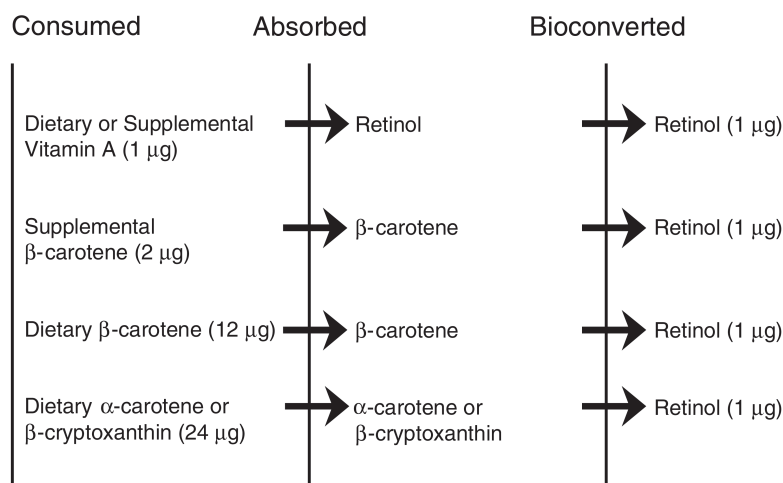 Consumed Absorbed Bioconverted
Dietary or Supplemental
Vitamin A (1 μg)
Retinol
Retinol (1 μg)
Supplemental
β-carotene (2 μg)
β-carotene
Retinol (1 μg)
Dietary β-carotene (12 μg)
β-carotene
Retinol (1 μg)
Dietary α-carotene or
β-cryptoxanthin (24 μg)
α-carotene or
β-cryptoxanthin
Retinol (1 μg)